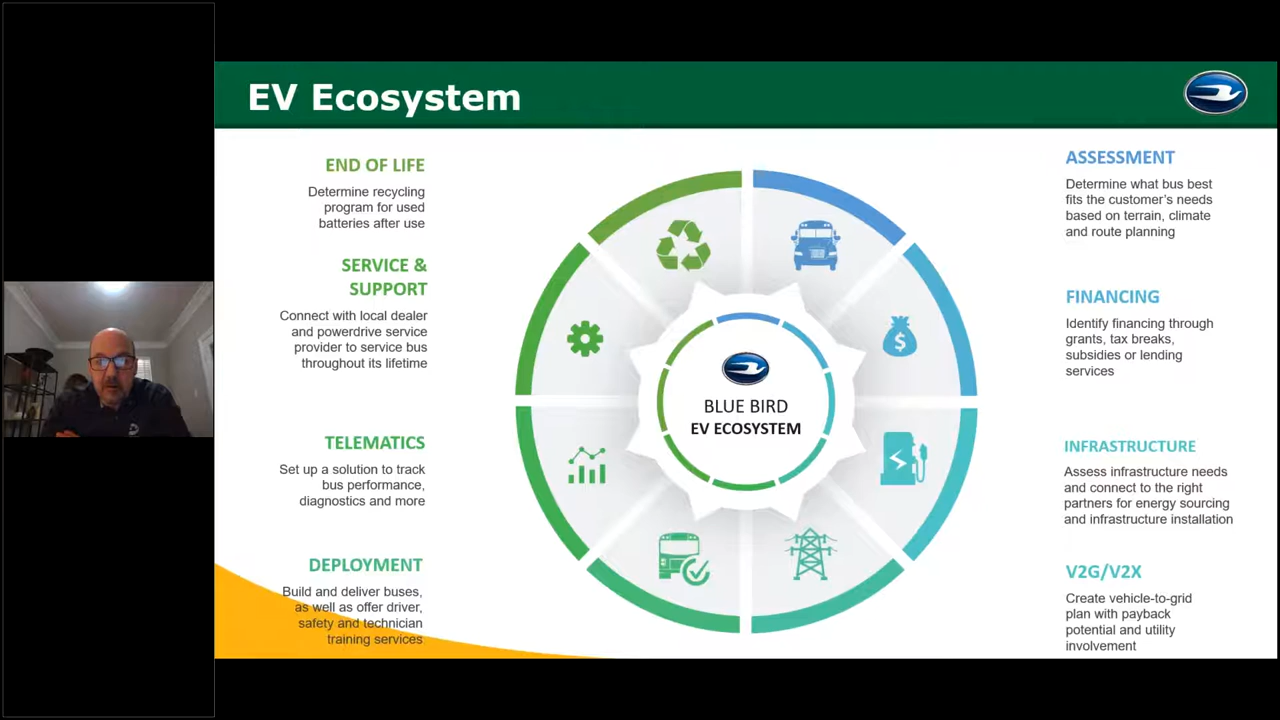 EV Ecosystem
END OF LIFE
Determine recycling
program for used
batteries after use
SERVICE &
SUPPORT
Connect with local dealer
and powerdrive service
provider to service bus
throughout its lifetime
TELEMATICS
Set up a solution to track
bus performance,
diagnostics and more
DEPLOYMENT
Build and deliver buses,
as well as offer driver,
safety and technician
training services
$
BLUE BIRD
EV ECOSYSTEM
ASSESSMENT
Determine what bus best
fits the customer's needs
based on terrain, climate
and route planning
FINANCING
Identify financing through
grants, tax breaks,
subsidies or lending
services
INFRASTRUCTURE
Assess infrastructure needs
and connect to the right
partners for energy sourcing
and infrastructure installation
V2G/V2X
Create vehicle-to-grid
plan with payback
potential and utility
involvement